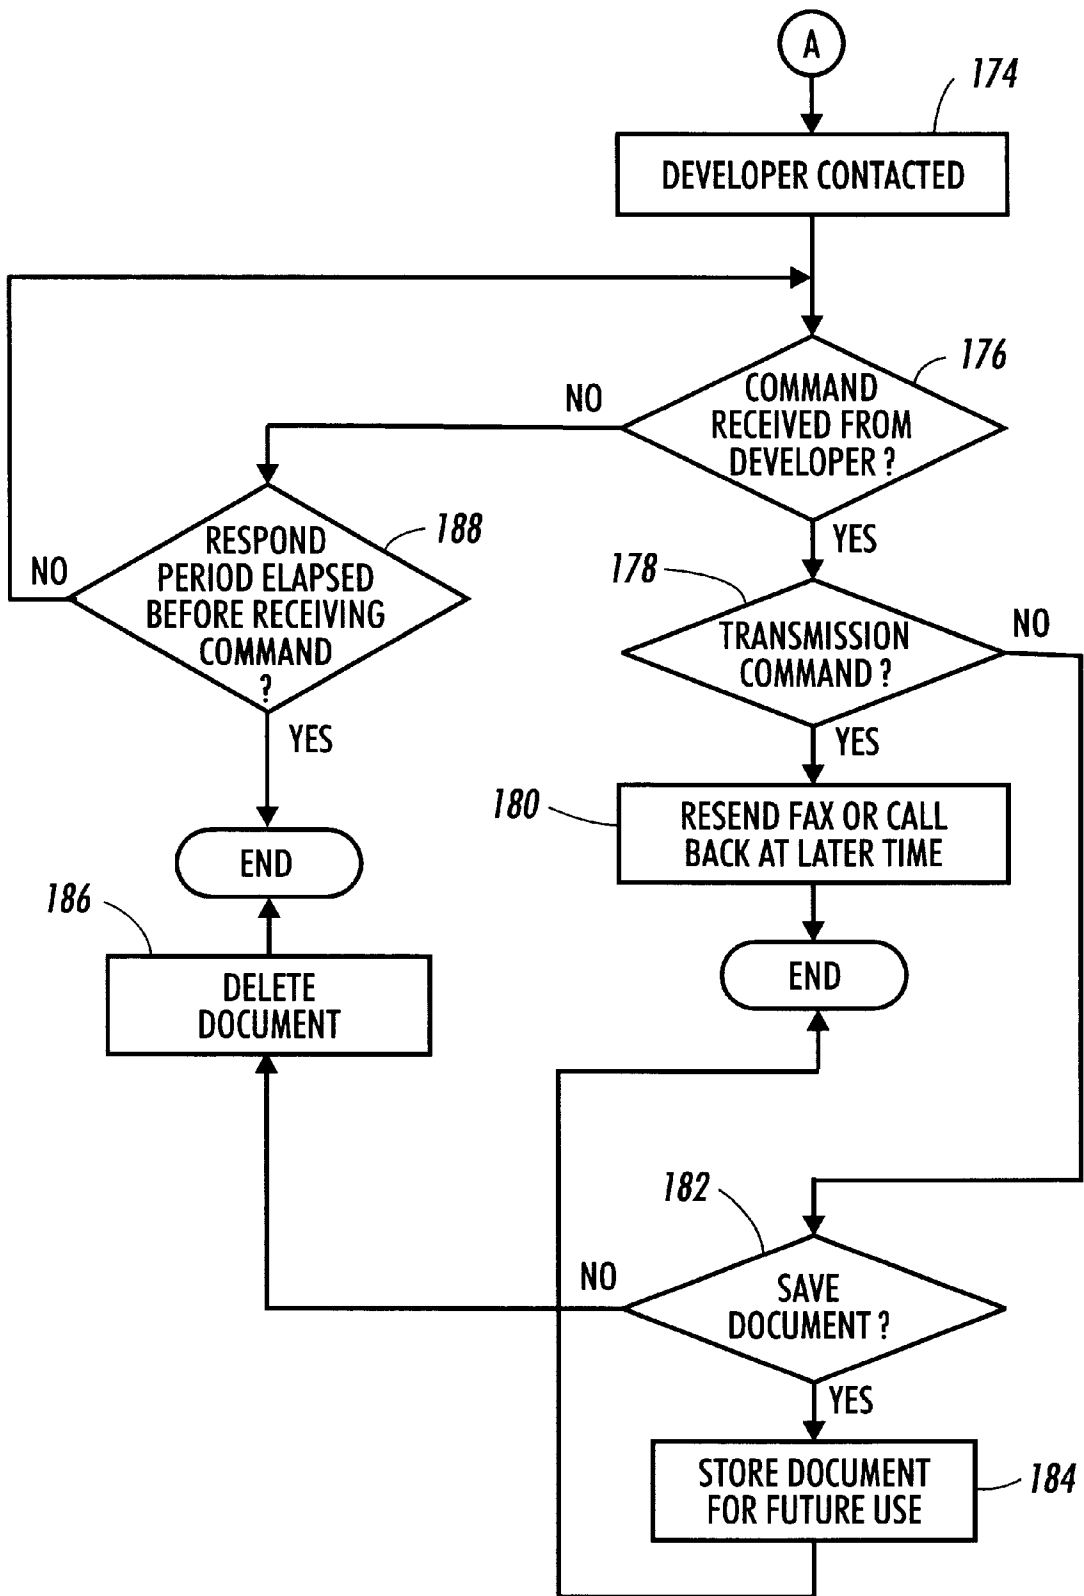 A
174
DEVELOPER CONTACTED
176
COMMAND
RECEIVED FROM
DEVELOPER ?
NO
YES
188
RESPOND
PERIOD ELAPSED
BEFORE RECEIVING
COMMAND
?
NO
YES
178
TRANSMISSION
COMMAND ?
NO
YES
180
RESEND FAX OR CALL
BACK AT LATER TIME
END
END
186
DELETE
DOCUMENT
182
SAVE
DOCUMENT ?
NO
YES
STORE DOCUMENT
FOR FUTURE USE
184